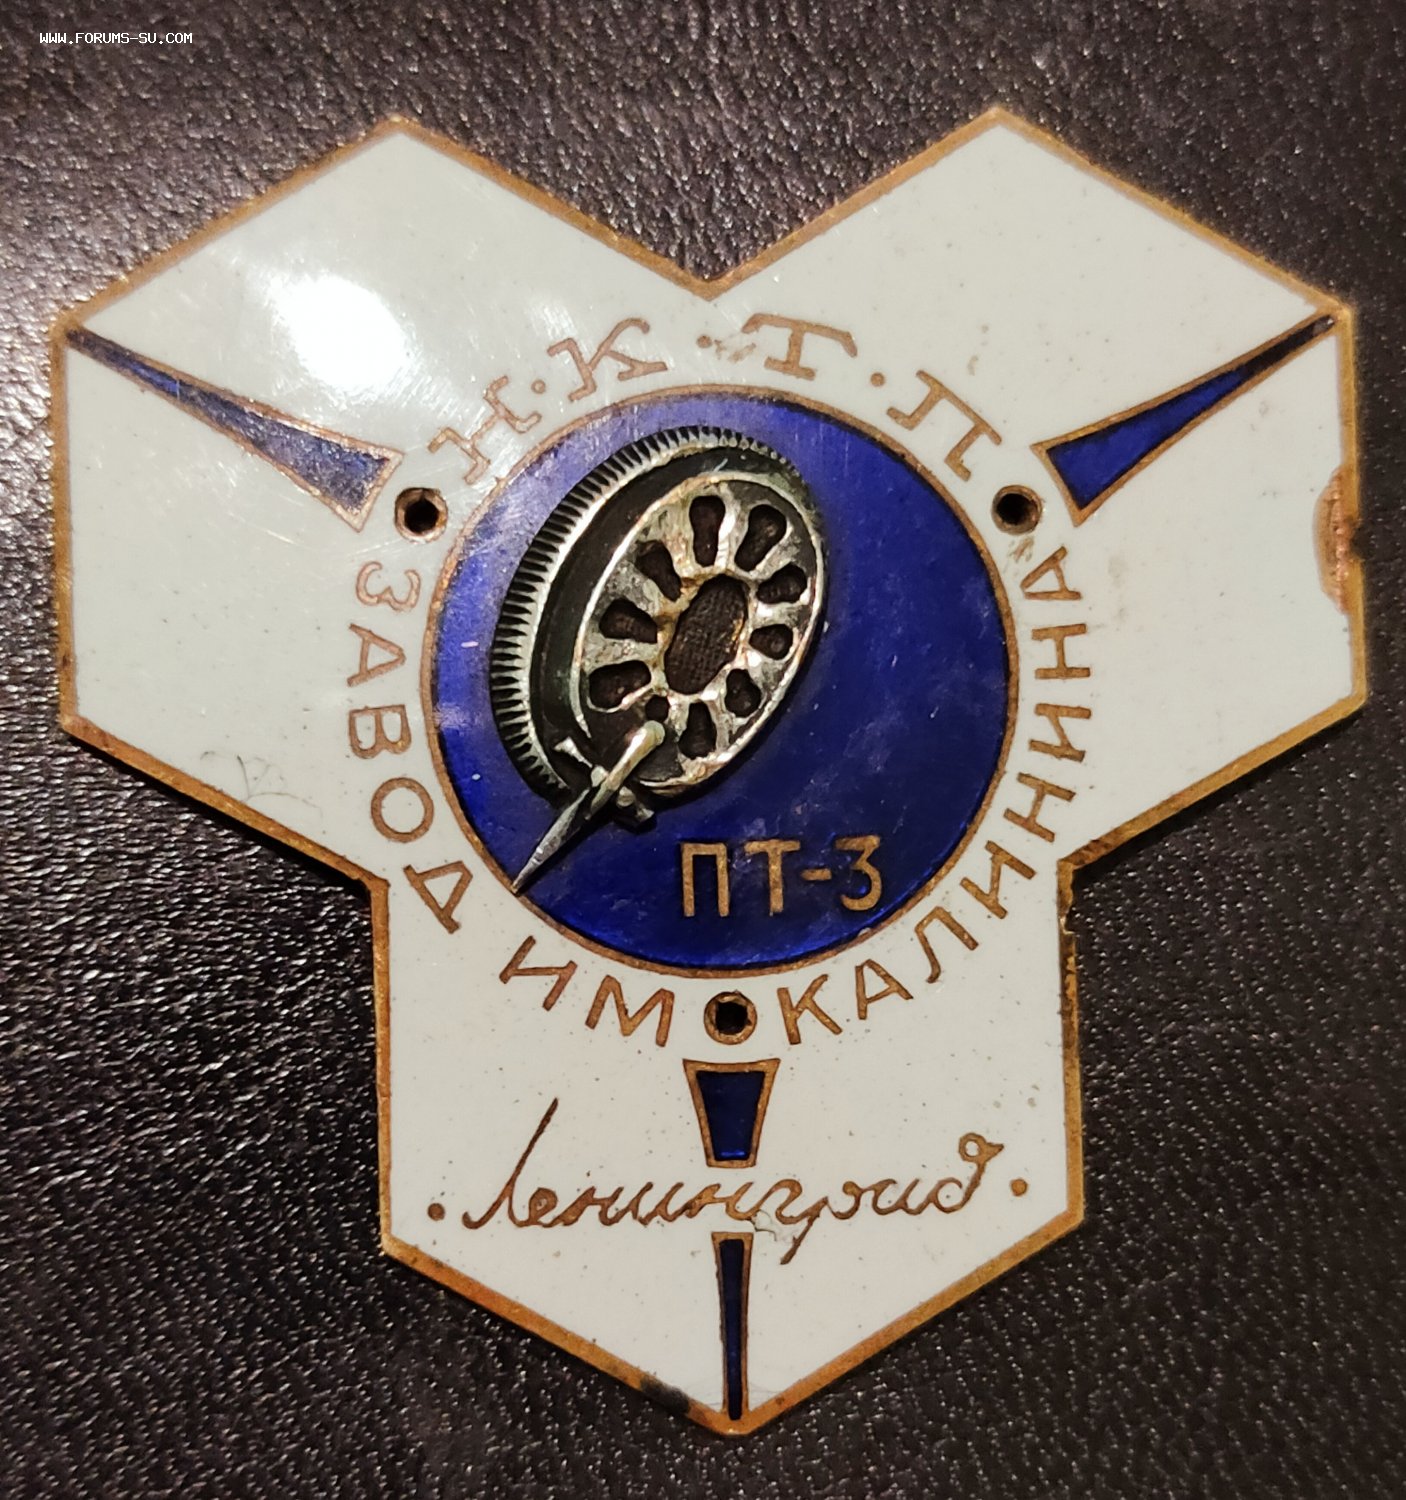 WWW.FORUMS-SU.COM
Н·К·Т·П
ЗАВОД ИМ КАЛИНИНА
ПТ-3
·Ленинград·